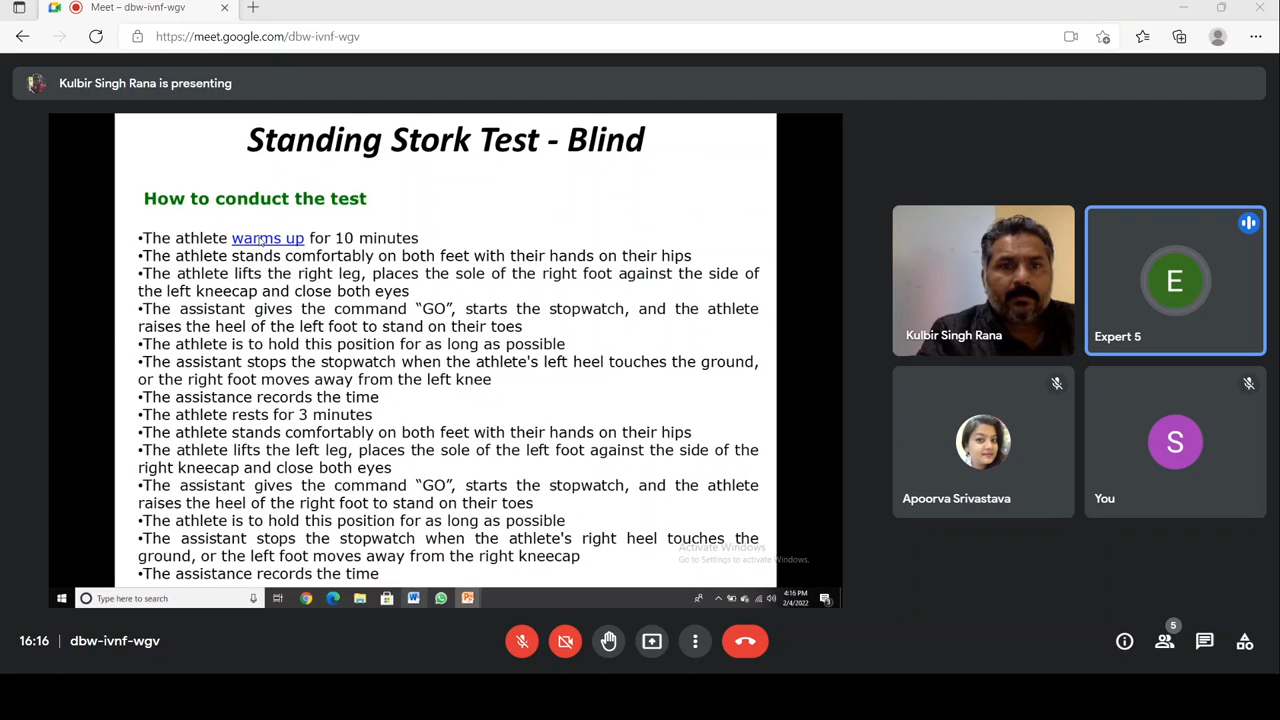 Meet – dbw-ivnf-wgv
https://meet.google.com/dbw-ivnf-wgv
Kulbir Singh Rana is presenting
Standing Stork Test - Blind
How to conduct the test
•The athlete warms up for 10 minutes
•The athlete stands comfortably on both feet with their hands on their hips
•The athlete lifts the right leg, places the sole of the right foot against the side of
the left kneecap and close both eyes
•The assistant gives the command “GO”, starts the stopwatch, and the athlete
raises the heel of the left foot to stand on their toes
•The athlete is to hold this position for as long as possible
•The assistant stops the stopwatch when the athlete's left heel touches the ground,
or the right foot moves away from the left knee
•The assistance records the time
•The athlete rests for 3 minutes
•The athlete stands comfortably on both feet with their hands on their hips
•The athlete lifts the left leg, places the sole of the left foot against the side of the
right kneecap and close both eyes
•The assistant gives the command “GO”, starts the stopwatch, and the athlete
raises the heel of the right foot to stand on their toes
•The athlete is to hold this position for as long as possible
•The assistant stops the stopwatch when the athlete's right heel touches the
ground, or the left foot moves away from the right kneecap
•The assistance records the time
Activate Windows
Go to Settings to activate Windows.
Type here to search
4:16 PM
2/4/2022
Kulbir Singh Rana
E
Expert 5
Apoorva Srivastava
S
You
16:16 | dbw-ivnf-wgv
5